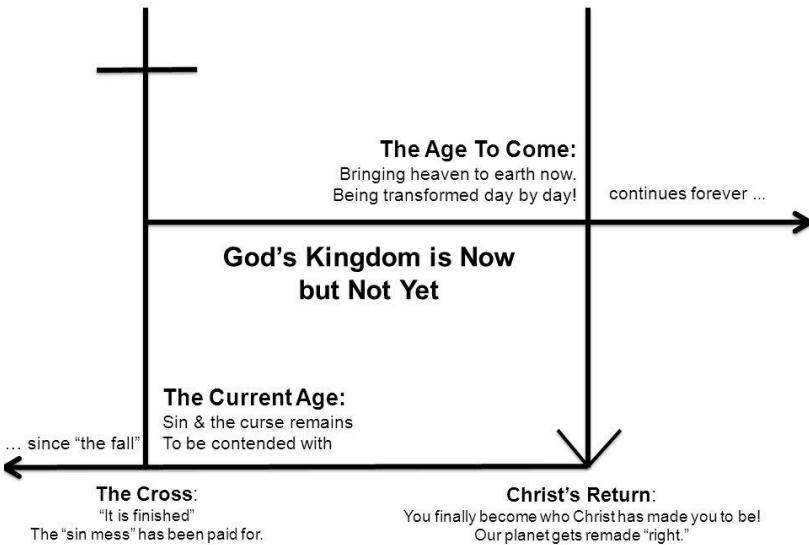 The Age To Come:
Bringing heaven to earth now.
Being transformed day by day!
continues forever ...
God's Kingdom is Now
but Not Yet
The Current Age:
Sin & the curse remains
To be contended with
... since "the fall"
The Cross:
"It is finished"
The "sin mess" has been paid for.
Christ's Return:
You finally become who Christ has made you to be!
Our planet gets remade "right."